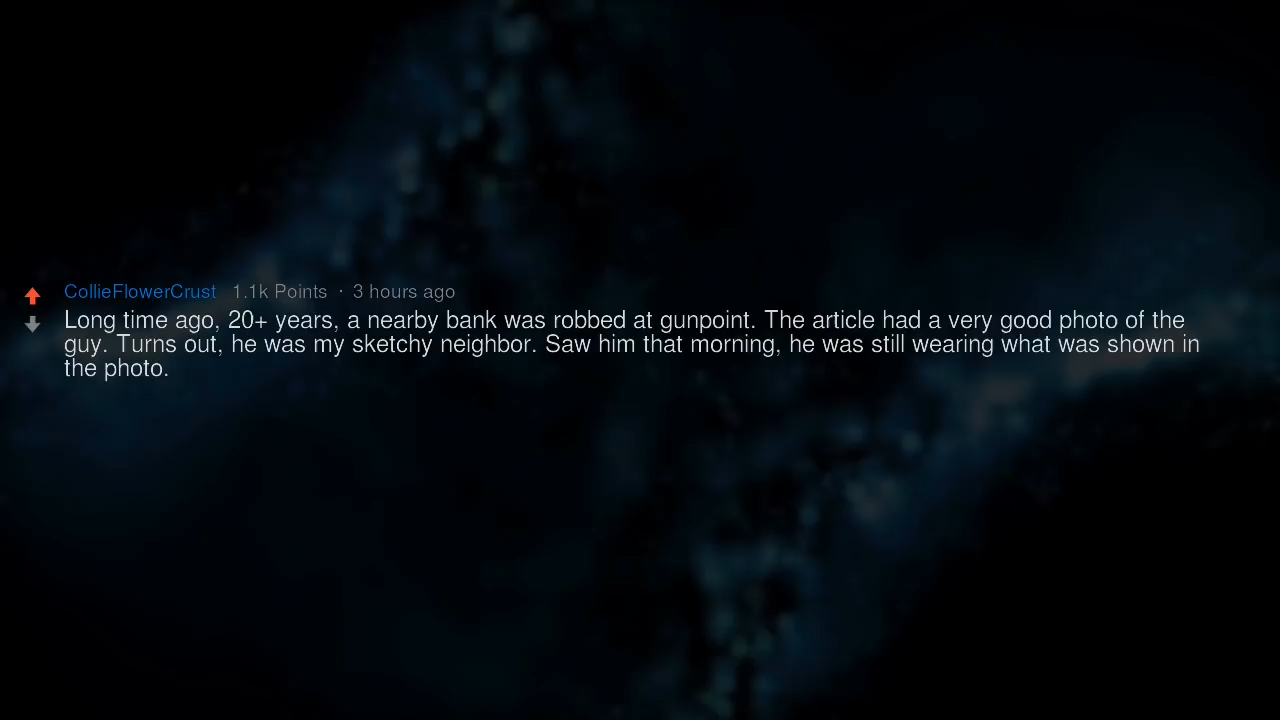 CollieFlowerCrust 1.1k Points · 3 hours ago
Long time ago, 20+ years, a nearby bank was robbed at gunpoint. The article had a very good photo of the
guy. Turns out, he was my sketchy neighbor. Saw him that morning, he was still wearing what was shown in
the photo.